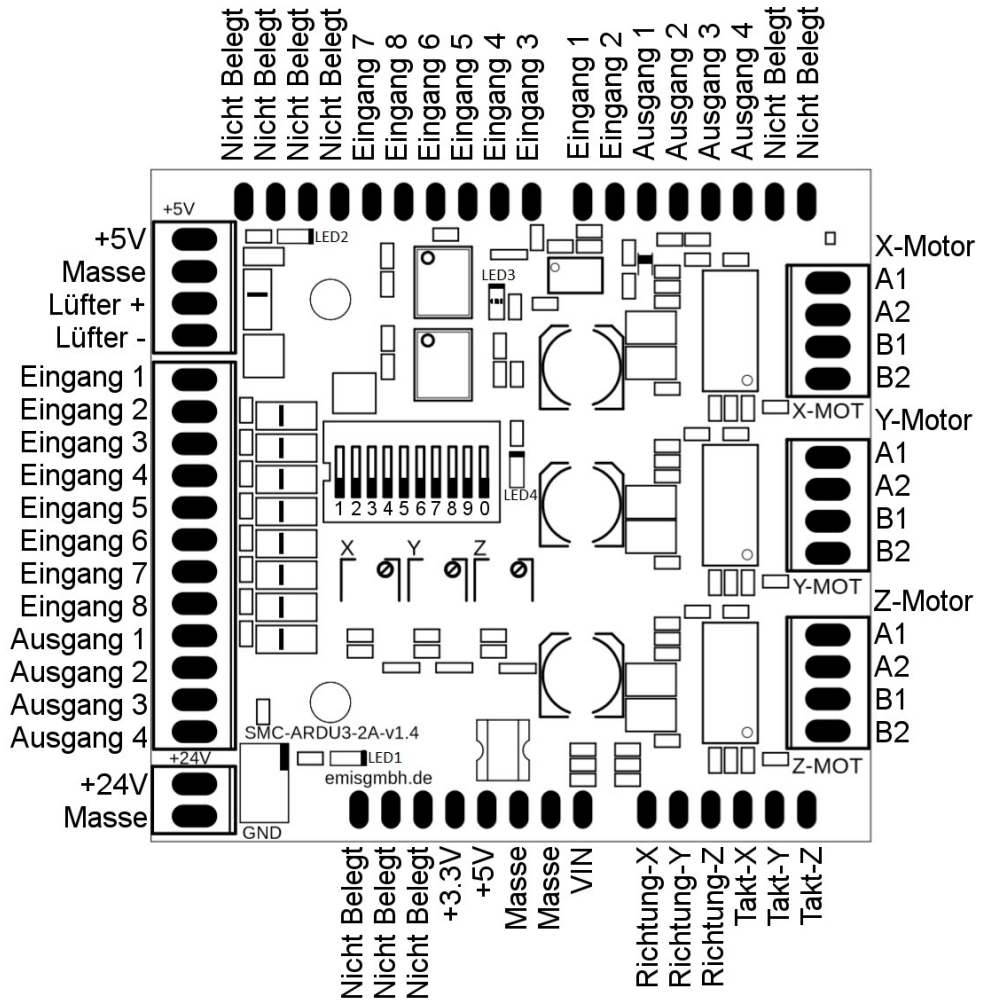 Nicht Belegt
Nicht Belegt
Nicht Belegt
Nicht Belegt
Eingang 7
Eingang 8
Eingang 6
Eingang 5
Eingang 4
Eingang 3
Eingang 1
Eingang 2
Ausgang 1
Ausgang 2
Ausgang 3
Ausgang 4
Nicht Belegt
Nicht Belegt
+5V
+5V
Masse
Lüfter +
Lüfter -
Eingang 1
Eingang 2
Eingang 3
Eingang 4
Eingang 5
Eingang 6
Eingang 7
Eingang 8
Ausgang 1
Ausgang 2
Ausgang 3
Ausgang 4
+24V
+24V
Masse
GND
LED2
LED3
LED4
1 2 3 4 5 6 7 8 9 0
X Y Z
SMC-ARDU3-2A-v1.4
LED1
emisgmbh.de
X-Motor
A1
A2
B1
B2
X-MOT
Y-Motor
A1
A2
B1
B2
Y-MOT
Z-Motor
A1
A2
B1
B2
Z-MOT
Nicht Belegt
Nicht Belegt
Nicht Belegt
+3.3V
+5V
Masse
Masse
VIN
Richtung-X
Richtung-Y
Richtung-Z
Takt-X
Takt-Y
Takt-Z